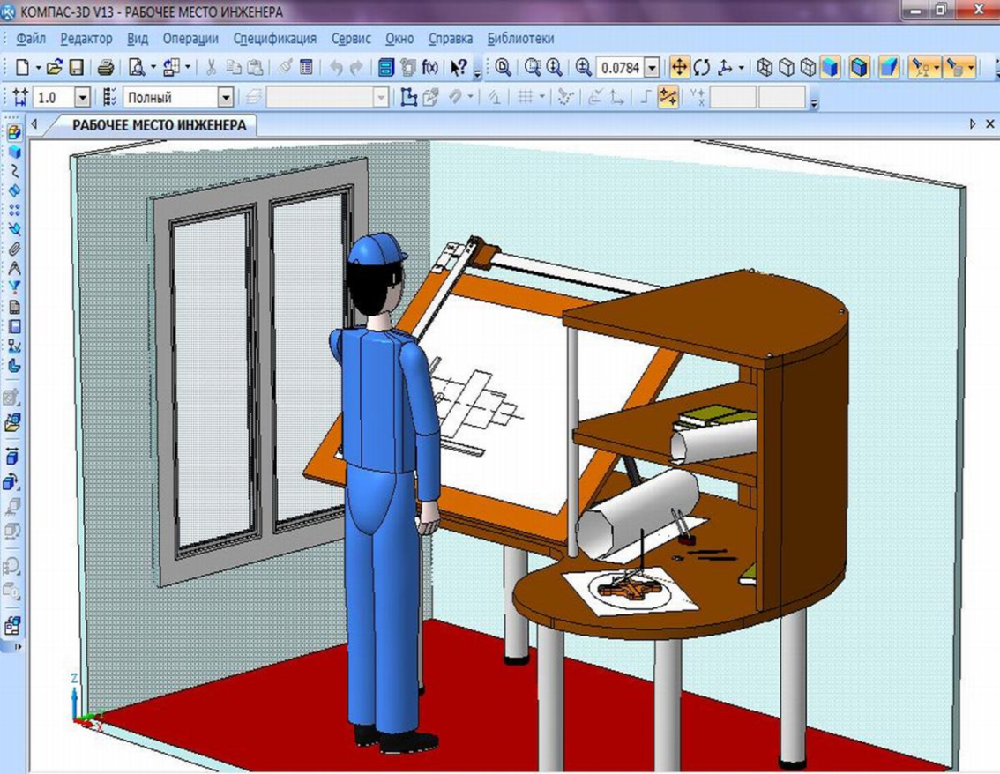 КОМПАС-3D V13 - РАБОЧЕЕ МЕСТО ИНЖЕНЕРА
Файл Редактор Вид Операции Спецификация Сервис Окно Справка Библиотеки
f(x) 0.0784
1.0 Полный
РАБОЧЕЕ МЕСТО ИНЖЕНЕРА
Z